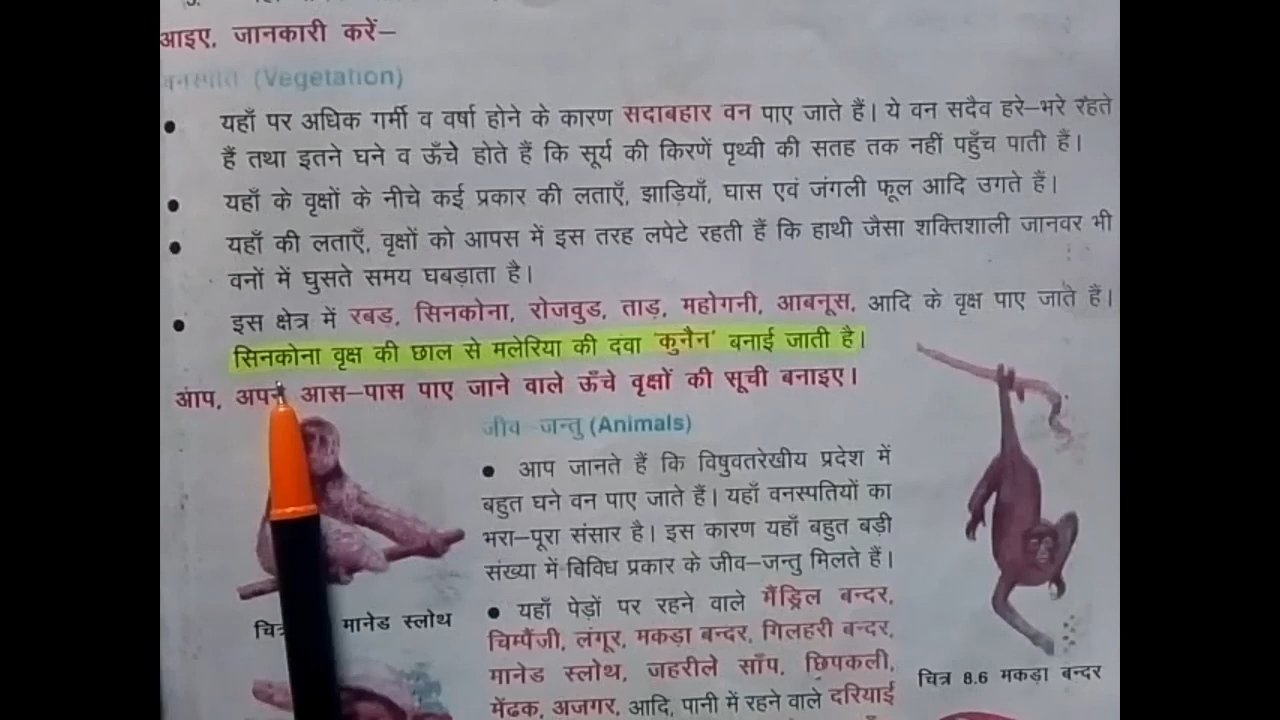 आइए, जानकारी करें–
वनस्पति (Vegetation)
● यहाँ पर अधिक गर्मी व वर्षा होने के कारण सदाबहार वन पाए जाते हैं। ये वन सदैव हरे–भरे रहते
हैं तथा इतने घने व ऊँचे होते हैं कि सूर्य की किरणें पृथ्वी की सतह तक नहीं पहुँच पाती हैं।
● यहाँ के वृक्षों के नीचे कई प्रकार की लताएँ, झाड़ियाँ, घास एवं जंगली फूल आदि उगते हैं।
● यहाँ की लताएँ, वृक्षों को आपस में इस तरह लपेटे रहती हैं कि हाथी जैसा शक्तिशाली जानवर भी
वनों में घुसते समय घबड़ाता है।
● इस क्षेत्र में रबड़, सिनकोना, रोजवुड, ताड़, महोगनी, आबनूस, आदि के वृक्ष पाए जाते हैं।
सिनकोना वृक्ष की छाल से मलेरिया की दवा 'कुनैन' बनाई जाती है।
आप, अपने आस–पास पाए जाने वाले ऊँचे वृक्षों की सूची बनाइए।
जीव–जन्तु (Animals)
● आप जानते हैं कि विषुवतरेखीय प्रदेश में
बहुत घने वन पाए जाते हैं। यहाँ वनस्पतियों का
भरा–पूरा संसार है। इस कारण यहाँ बहुत बड़ी
संख्या में विविध प्रकार के जीव–जन्तु मिलते हैं।
● यहाँ पेड़ों पर रहने वाले मैंड्रिल बन्दर,
चिम्पैंजी, लंगूर, मकड़ा बन्दर, गिलहरी बन्दर,
मानेड स्लोथ, जहरीले साँप, छिपकली,
मेंढक, अजगर, आदि, पानी में रहने वाले दरियाई
मानेड स्लोथ
चित्र 8.6 मकड़ा बन्दर